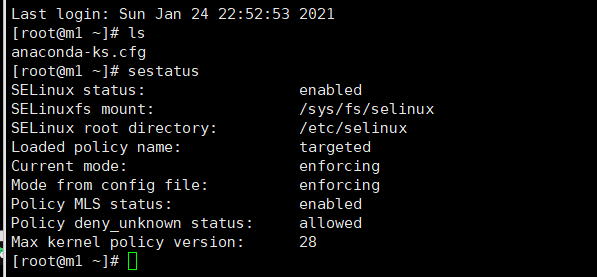 Last login: Sun Jan 24 22:52:53 2021
[root@m1 ~]# ls
anaconda-ks.cfg
[root@m1 ~]# sestatus
SELinux status:                 enabled
SELinuxfs mount:                /sys/fs/selinux
SELinux root directory:         /etc/selinux
Loaded policy name:             targeted
Current mode:                   enforcing
Mode from config file:          enforcing
Policy MLS status:              enabled
Policy deny_unknown status:     allowed
Max kernel policy version:      28
[root@m1 ~]#